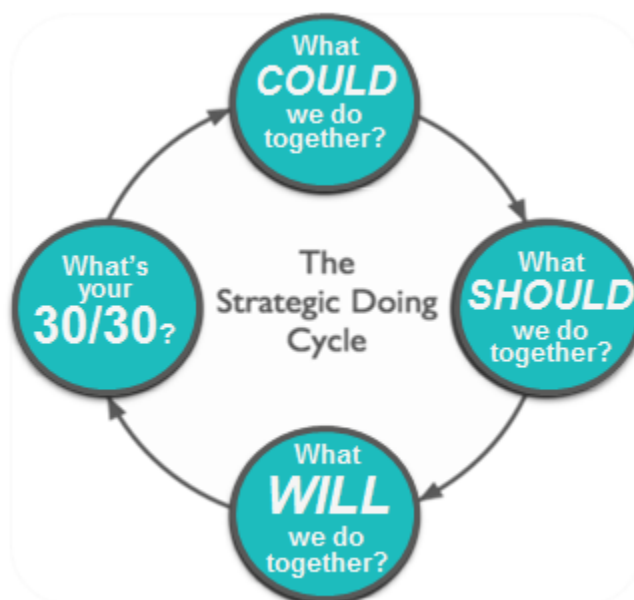 What
COULD
we do
together?
What
SHOULD
we do
together?
What
WILL
we do
together?
What's
your
30/30?
The
Strategic Doing
Cycle